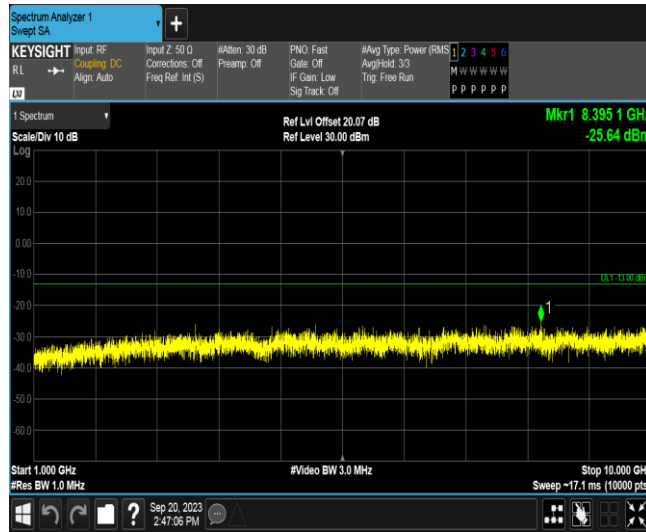 Spectrum Analyzer 1
Swept SA
+
KEYSIGHT Input: RF Input Z: 50 Ω #Atten: 30 dB PNO: Fast #Avg Type: Power (RMS 1 2 3 4 5 6
RL Coupling: DC Corrections: Off Preamp: Off Gate: Off Avg|Hold: 3/3 M W W W W W
Align: Auto Freq Ref: Int (S) IF Gain: Low Trig: Free Run
LXI Sig Track: Off P P P P P P
1 Spectrum Ref Lvl Offset 20.07 dB Mkr1 8.395 1 GHz
Scale/Div 10 dB Ref Level 30.00 dBm -25.64 dBm
Log
20.0
10.0
0.00
-10.0
DL1 -13.00 dBm
-20.0
1
-30.0
-40.0
-50.0
-60.0
Start 1.000 GHz #Video BW 3.0 MHz Stop 10.000 GHz
#Res BW 1.0 MHz Sweep ~17.1 ms (10000 pts
? Sep 20, 2023
2:47:06 PM